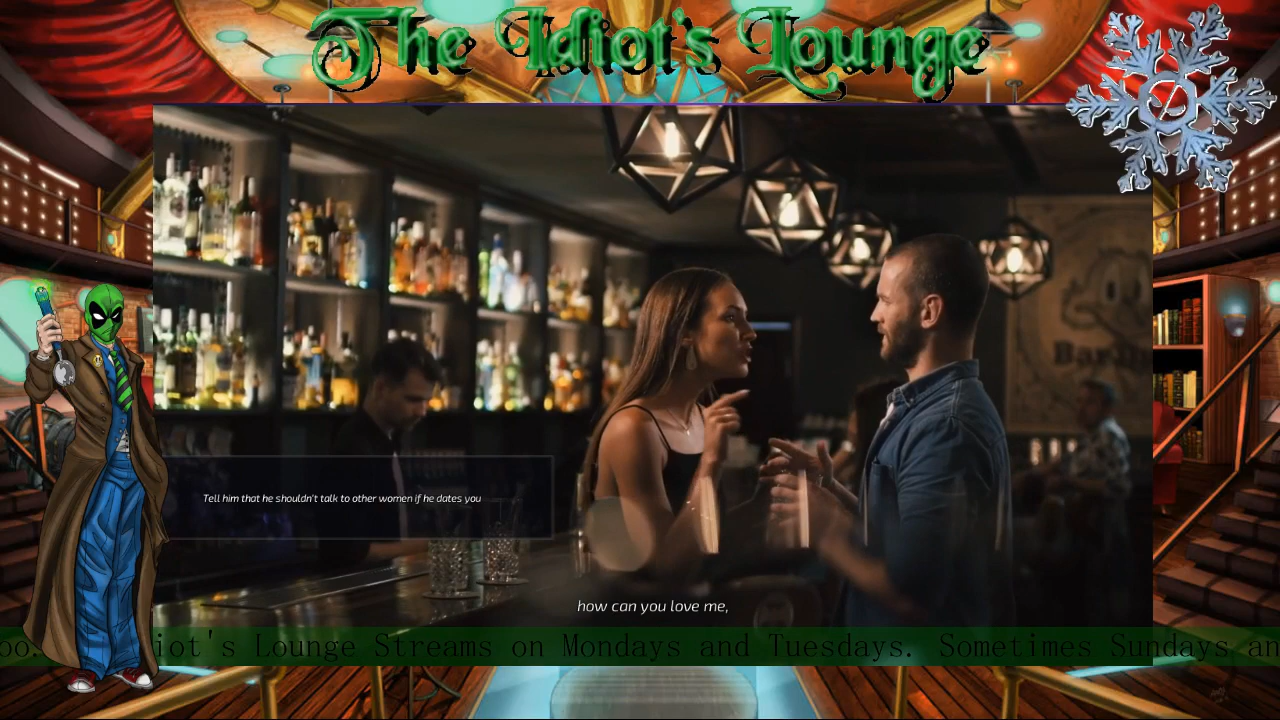 The Idiot's Lounge
Tell him that he shouldn't talk to other women if he dates you
how can you love me,
iot's Lounge Streams on Mondays and Tuesdays. Sometimes Sundays an